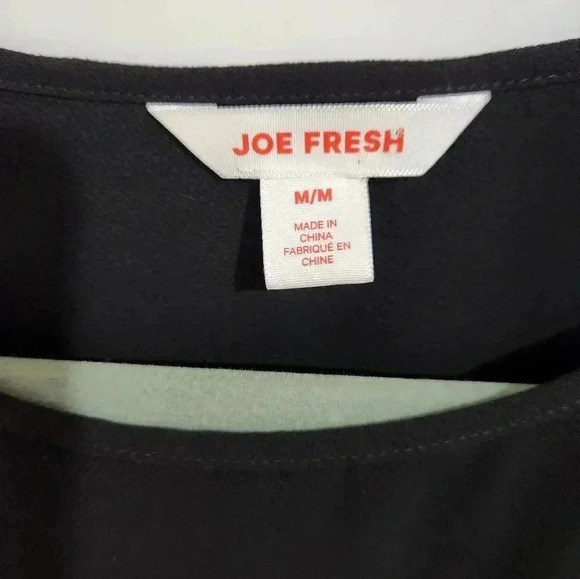 JOE FRESH
M/M
MADE IN
CHINA
FABRIQUÉ EN
CHINE